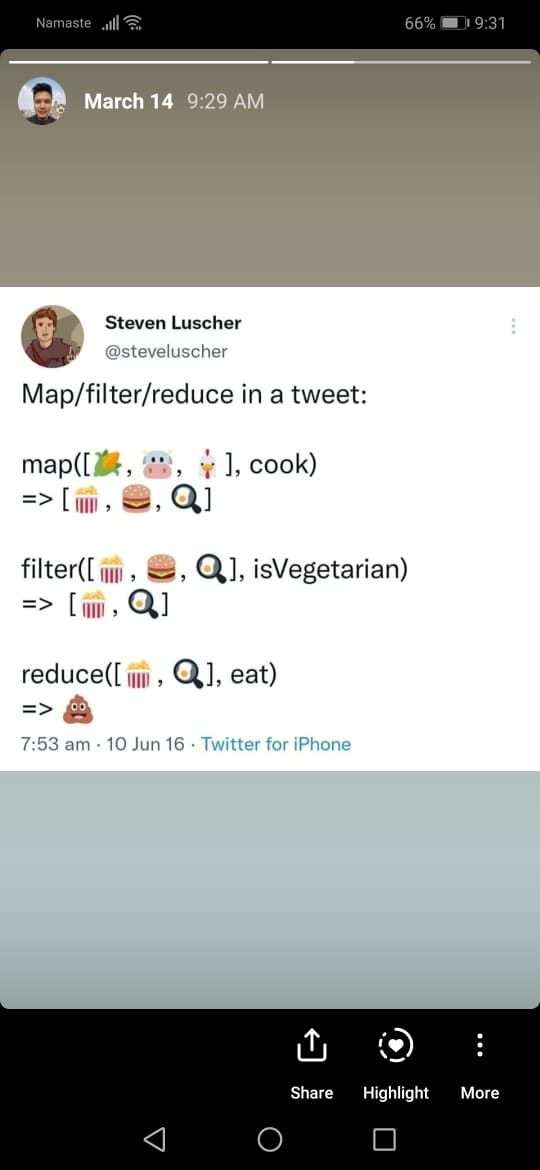 Namaste 66% 9:31
March 14 9:29 AM
Steven Luscher
@steveluscher
Map/filter/reduce in a tweet:
map([🌽, 🐮, 🐔], cook)
=> [🍿, 🍔, 🍳]
filter([🍿, 🍔, 🍳], isVegetarian)
=> [🍿, 🍳]
reduce([🍿, 🍳], eat)
=> 💩
7:53 am · 10 Jun 16 · Twitter for iPhone
Share Highlight More